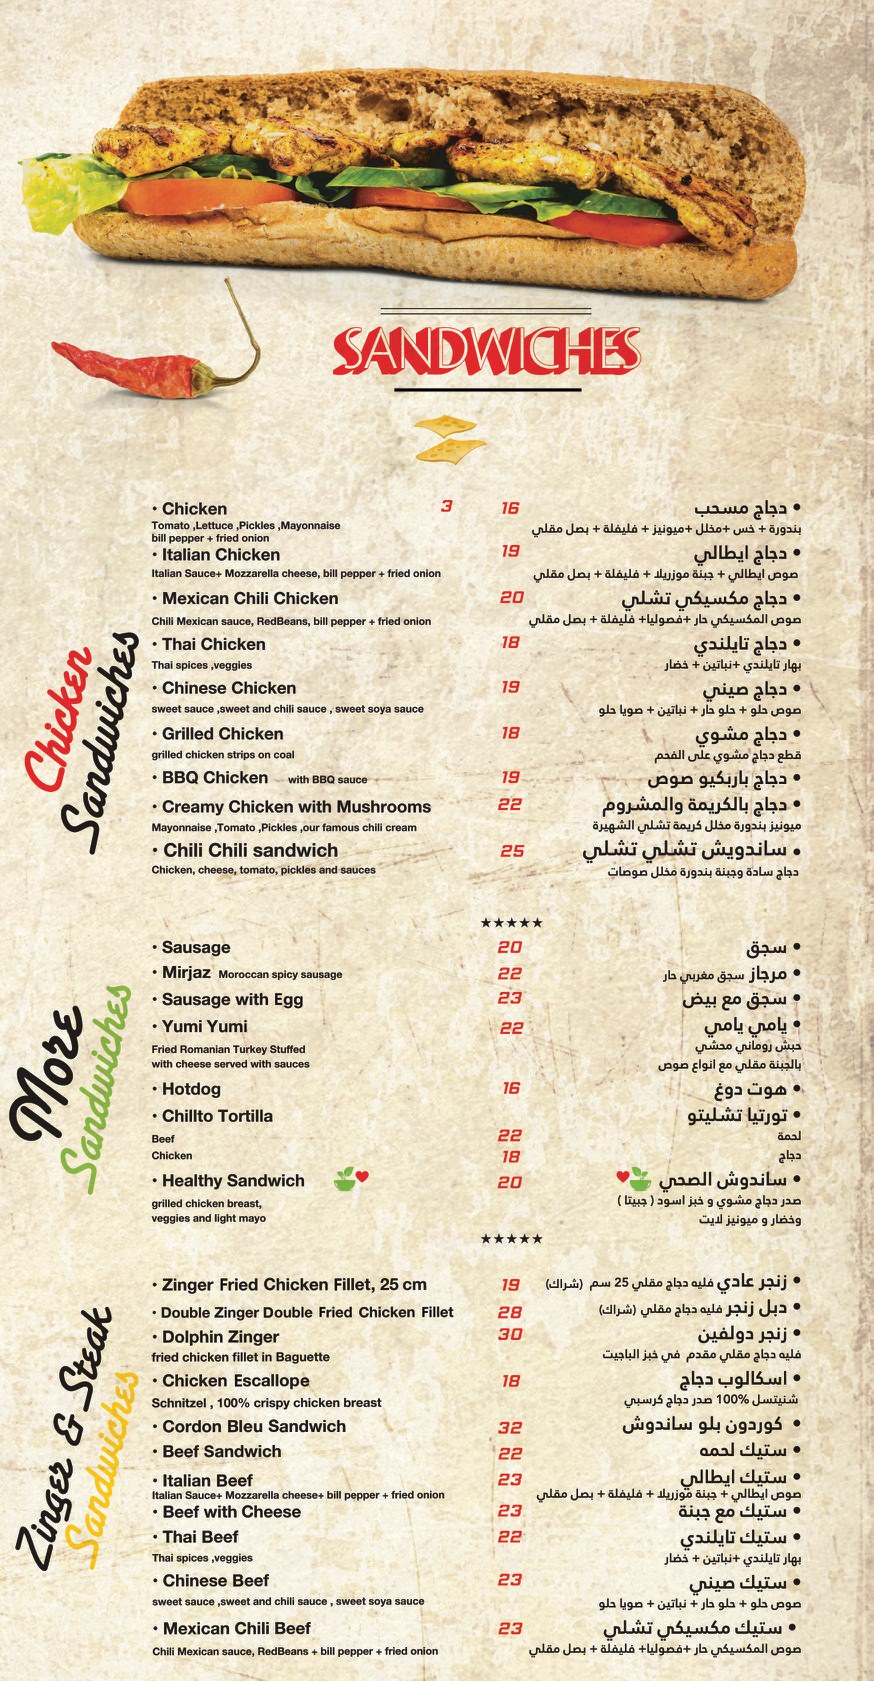 SANDWICHES
Chicken Sandwiches
• Chicken 3 16 • دجاج مسحب
Tomato ,Lettuce ,Pickles ,Mayonnaise
bill pepper + fried onion
بندورة + خس +مخلل +ميونيز + فليفلة + بصل مقلي
• Italian Chicken 19 • دجاج ايطالي
Italian Sauce+ Mozzarella cheese, bill pepper + fried onion
صوص ايطالي + جبنة موزريلا + فليفلة + بصل مقلي
• Mexican Chili Chicken 20 • دجاج مكسيكي تشلي
Chili Mexican sauce, RedBeans, bill pepper + fried onion
صوص المكسيكي حار +فصوليا+ فليفلة + بصل مقلي
• Thai Chicken 18 • دجاج تايلندي
Thai spices ,veggies
بهار تايلندي +نباتين + خضار
• Chinese Chicken 19 • دجاج صيني
sweet sauce ,sweet and chili sauce , sweet soya sauce
صوص حلو + حلو حار + نباتين + صويا حلو
• Grilled Chicken 18 • دجاج مشوي
grilled chicken strips on coal
قطع دجاج مشوي على الفحم
• BBQ Chicken with BBQ sauce 19 • دجاج باربكيو صوص
• Creamy Chicken with Mushrooms 22 • دجاج بالكريمة والمشروم
Mayonnaise ,Tomato ,Pickles ,our famous chili cream
ميونيز بندورة مخلل كريمة تشلي الشهيرة
• Chili Chili sandwich 25 • ساندويش تشلي تشلي
Chicken, cheese, tomato, pickles and sauces
دجاج سادة وجبنة بندورة مخلل صوصات
★★★★★
More Sandwiches
• Sausage 20 • سجق
• Mirjaz Moroccan spicy sausage 22 • مرجاز سجق مغربي حار
• Sausage with Egg 23 • سجق مع بيض
• Yumi Yumi 22 • يامي يامي
Fried Romanian Turkey Stuffed
with cheese served with sauces
حبش روماني محشي
بالجبنة مقلي مع انواع صوص
• Hotdog 16 • هوت دوغ
• Chillto Tortilla • تورتيا تشليتو
Beef 22 لحمة
Chicken 18 دجاج
• Healthy Sandwich 20 • ساندوش الصحي
grilled chicken breast,
veggies and light mayo
صدر دجاج مشوي و خبز اسود ( جبيتا )
وخضار و ميونيز لايت
★★★★★
Zinger & Steak Sandwiches
• Zinger Fried Chicken Fillet, 25 cm 19 • زنجر عادي فليه دجاج مقلي 25 سم (شراك)
• Double Zinger Double Fried Chicken Fillet 28 • دبل زنجر فليه دجاج مقلي (شراك)
• Dolphin Zinger 30 • زنجر دولفين
fried chicken fillet in Baguette
فليه دجاج مقلي مقدم في خبز الباجيت
• Chicken Escallope 18 • اسكالوب دجاج
Schnitzel , 100% crispy chicken breast
شنيتسل 100% صدر دجاج كرسبي
• Cordon Bleu Sandwich 32 • كوردون بلو ساندوش
• Beef Sandwich 22 • ستيك لحمه
• Italian Beef 23 • ستيك ايطالي
Italian Sauce+ Mozzarella cheese+ bill pepper + fried onion
صوص ايطالي + جبنة موزريلا + فليفلة + بصل مقلي
• Beef with Cheese 23 • ستيك مع جبنة
• Thai Beef 22 • ستيك تايلندي
Thai spices ,veggies
بهار تايلندي +نباتين + خضار
• Chinese Beef 23 • ستيك صيني
sweet sauce ,sweet and chili sauce , sweet soya sauce
صوص حلو + حلو حار + نباتين + صويا حلو
• Mexican Chili Beef 23 • ستيك مكسيكي تشلي
Chili Mexican sauce, RedBeans + bill pepper + fried onion
صوص المكسيكي حار +فصوليا+ فليفلة + بصل مقلي